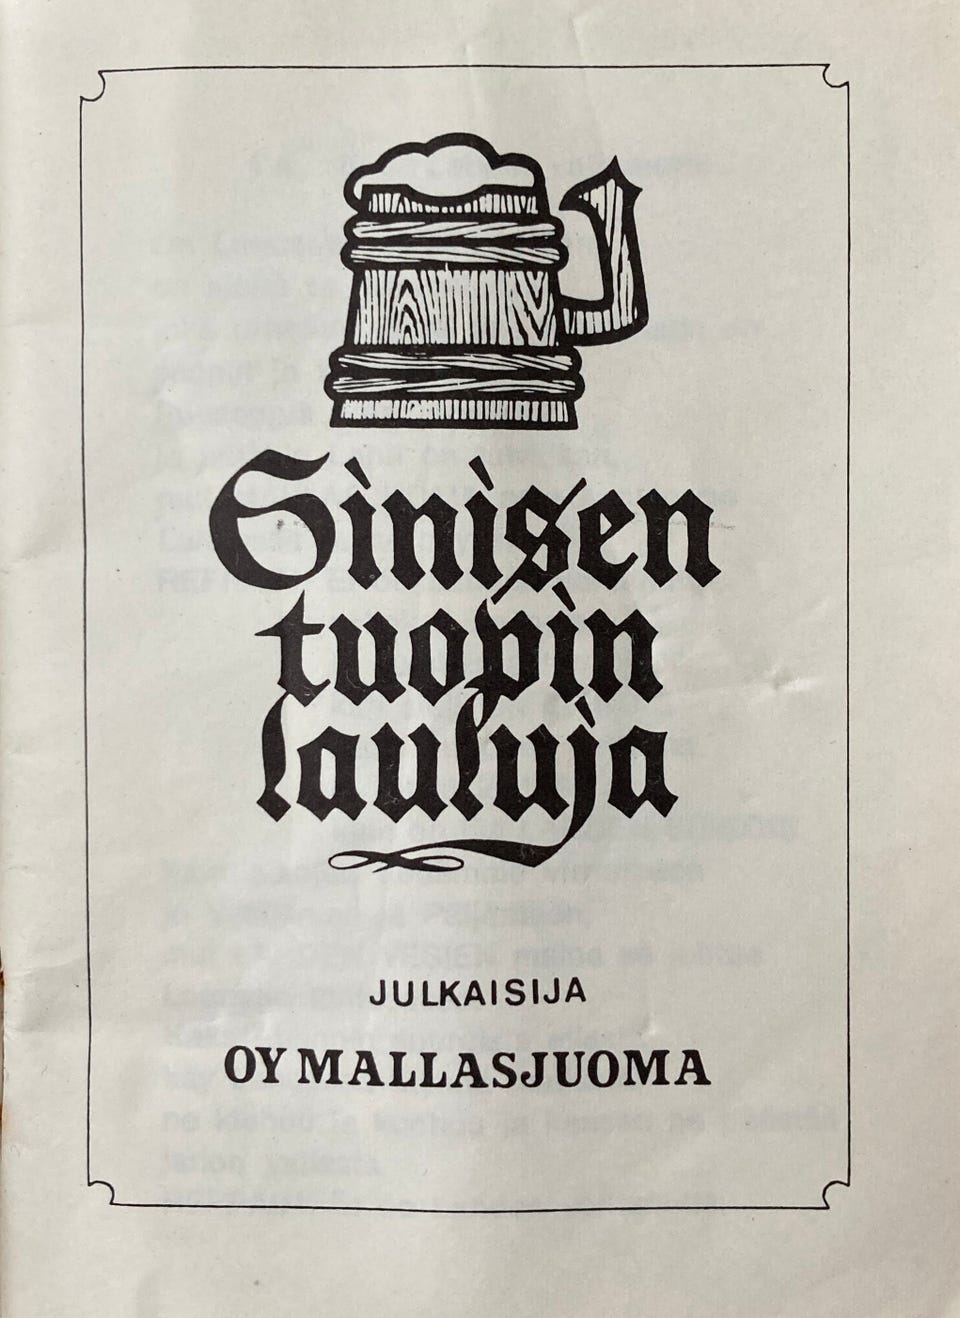 Sinisen
tuopin
lauluja
JULKAISIJA
OY MALLASJUOMA